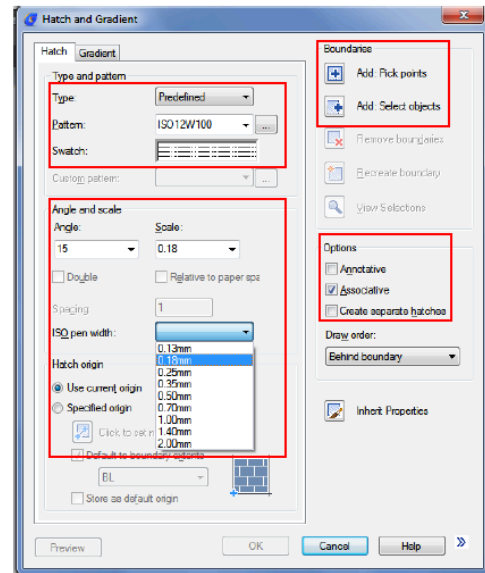 Hatch and Gradient
Hatch Gradient
Type and pattern
Type: Predefined
Pattern: ISO12W100 ...
Swatch:
Custom pattern: ...
Angle and scale
Angle: Scale:
15 0.18
Double Relative to paper spa
Spacing: 1
ISO pen width:
0.13mm
0.18mm
0.25mm
0.35mm
0.50mm
0.70mm
1.00mm
1.40mm
2.00mm
Hatch origin
Use current origin
Specified origin
Click to set n
Default to boundary extents
BL
Store as default origin
Boundaries
Add: Pick points
Add: Select objects
Remove boundaries
Recreate boundary
View Selections
Options
Annotative
Associative
Create separate hatches
Draw order:
Behind boundary
Inherit Properties
Preview OK Cancel Help »